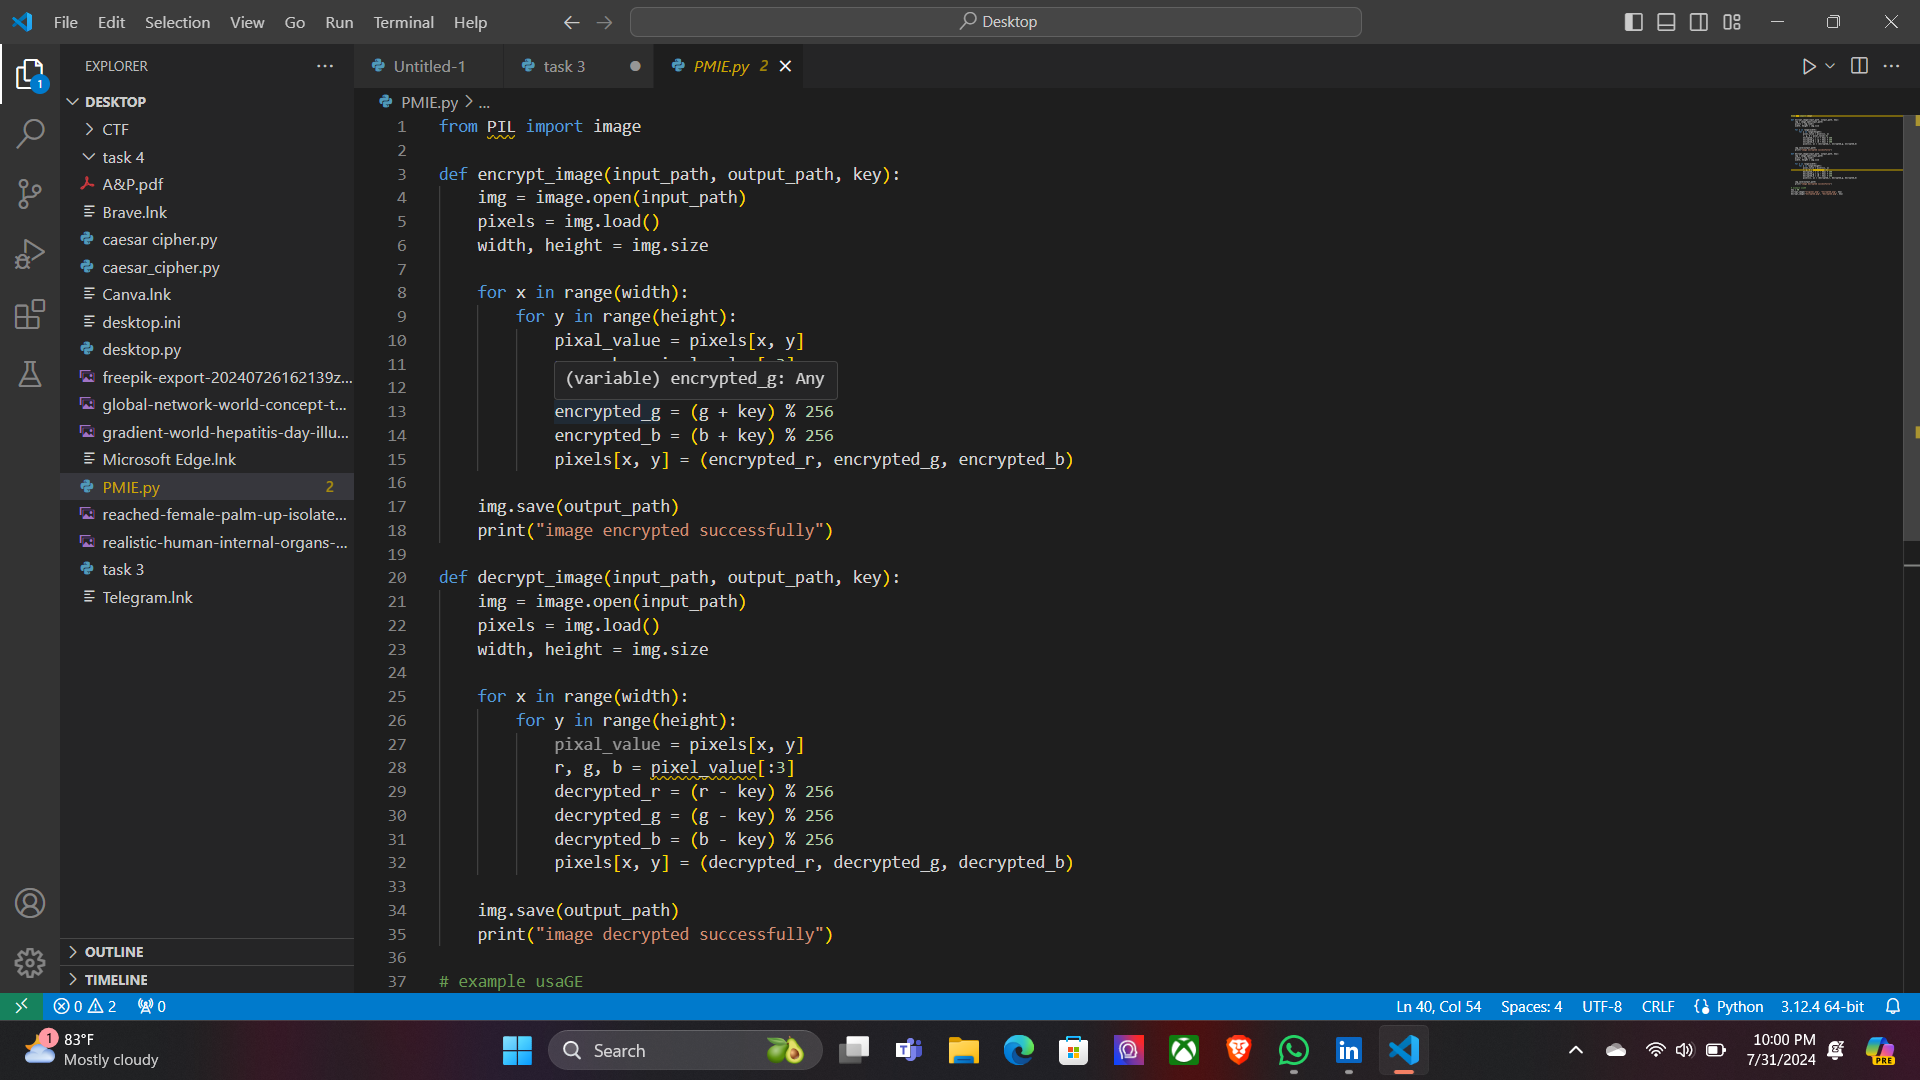 File Edit Selection View Go Run Terminal Help
Desktop
EXPLORER
DESKTOP
CTF
task 4
A&P.pdf
Brave.lnk
caesar cipher.py
caesar_cipher.py
Canva.lnk
desktop.ini
desktop.py
freepik-export-20240726162139z...
global-network-world-concept-t...
gradient-world-hepatitis-day-illu...
Microsoft Edge.lnk
PMIE.py 2
reached-female-palm-up-isolate...
realistic-human-internal-organs-...
task 3
Telegram.lnk
OUTLINE
TIMELINE
1
Untitled-1 task 3 PMIE.py 2
PMIE.py > ...
1 from PIL import image
2
3 def encrypt_image(input_path, output_path, key):
4 img = image.open(input_path)
5 pixels = img.load()
6 width, height = img.size
7
8 for x in range(width):
9 for y in range(height):
10 pixal_value = pixels[x, y]
11
(variable) encrypted_g: Any
12
13 encrypted_g = (g + key) % 256
14 encrypted_b = (b + key) % 256
15 pixels[x, y] = (encrypted_r, encrypted_g, encrypted_b)
16
17 img.save(output_path)
18 print("image encrypted successfully")
19
20 def decrypt_image(input_path, output_path, key):
21 img = image.open(input_path)
22 pixels = img.load()
23 width, height = img.size
24
25 for x in range(width):
26 for y in range(height):
27 pixal_value = pixels[x, y]
28 r, g, b = pixel_value[:3]
29 decrypted_r = (r - key) % 256
30 decrypted_g = (g - key) % 256
31 decrypted_b = (b - key) % 256
32 pixels[x, y] = (decrypted_r, decrypted_g, decrypted_b)
33
34 img.save(output_path)
35 print("image decrypted successfully")
36
37 # example usaGE
0 2 0 Ln 40, Col 54 Spaces: 4 UTF-8 CRLF Python 3.12.4 64-bit
1
83°F
Mostly cloudy
Search
10:00 PM
7/31/2024
PRE